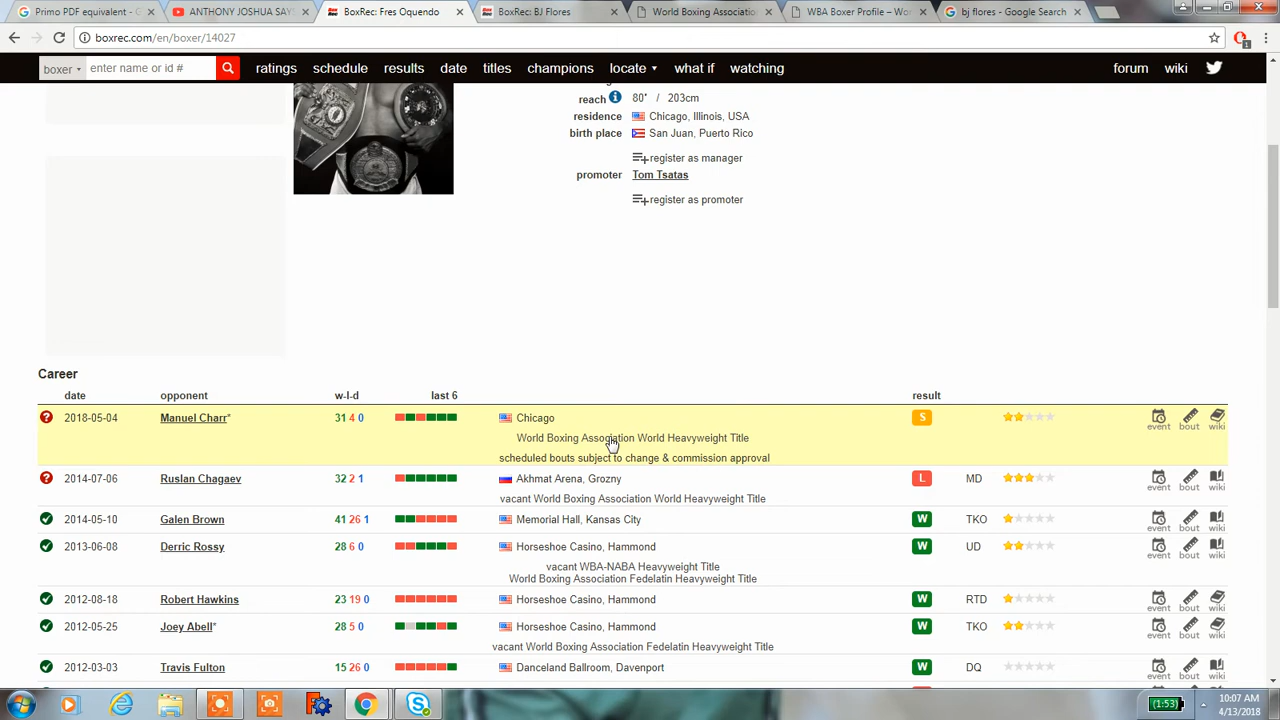 Primo PDF equivalent - G
ANTHONY JOSHUA SAYS
BoxRec: Fres Oquendo
BoxRec: BJ Flores
World Boxing Associatio
WBA Boxer Profile – Wor
bj flores - Google Search
boxrec.com/en/boxer/14027
1
boxer enter name or id # ratings schedule results date titles champions locate what if watching forum wiki
reach 80" / 203cm
residence Chicago, Illinois, USA
birth place San Juan, Puerto Rico
register as manager
promoter Tom Tsatas
register as promoter
Career
date opponent w-l-d last 6 result
2018-05-04 Manuel Charr* 31 4 0 Chicago S event bout wiki
World Boxing Association World Heavyweight Title
scheduled bouts subject to change & commission approval
2014-07-06 Ruslan Chagaev 32 2 1 Akhmat Arena, Grozny L MD event bout wiki
vacant World Boxing Association World Heavyweight Title
2014-05-10 Galen Brown 41 26 1 Memorial Hall, Kansas City W TKO event bout wiki
2013-06-08 Derric Rossy 28 6 0 Horseshoe Casino, Hammond W UD event bout wiki
vacant WBA-NABA Heavyweight Title
World Boxing Association Fedelatin Heavyweight Title
2012-08-18 Robert Hawkins 23 19 0 Horseshoe Casino, Hammond W RTD event bout wiki
2012-05-25 Joey Abell* 28 5 0 Horseshoe Casino, Hammond W TKO event bout wiki
vacant World Boxing Association Fedelatin Heavyweight Title
2012-03-03 Travis Fulton 15 26 0 Danceland Ballroom, Davenport W DQ event bout wiki
(1:53)
10:07 AM
4/13/2018